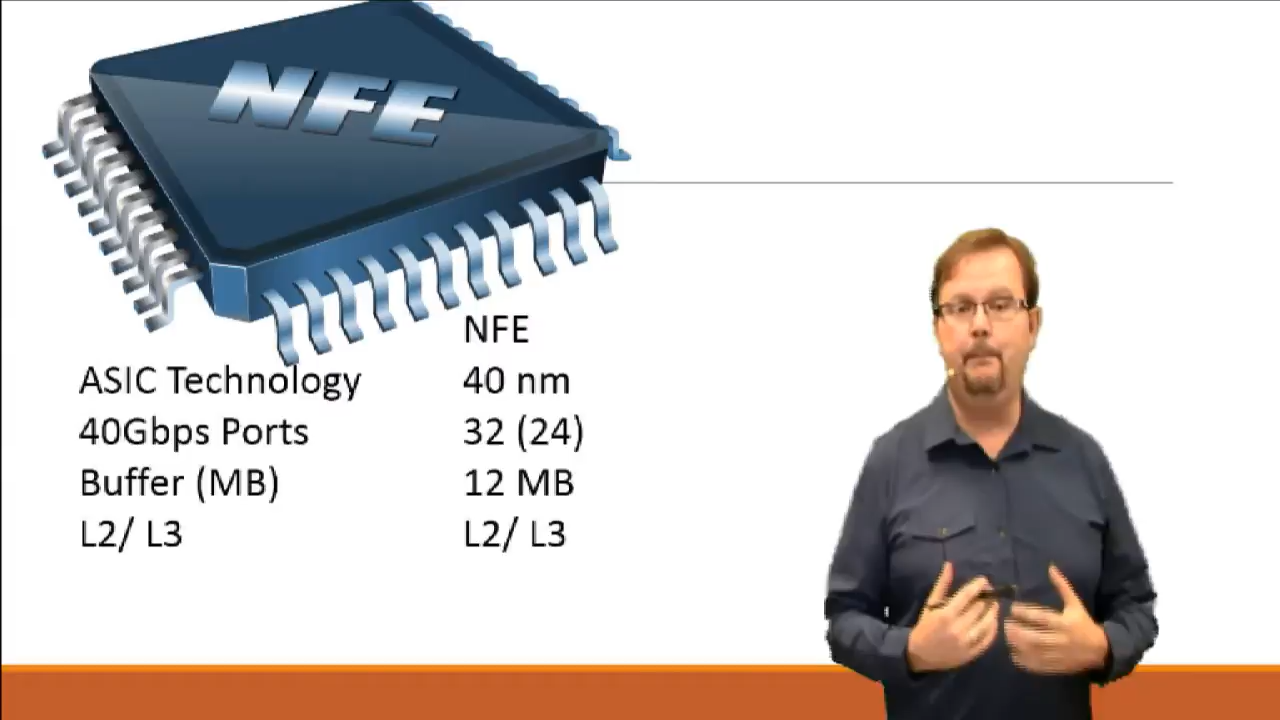 NFE
NFE
ASIC Technology 40 nm
40Gbps Ports 32 (24)
Buffer (MB) 12 MB
L2/ L3 L2/ L3